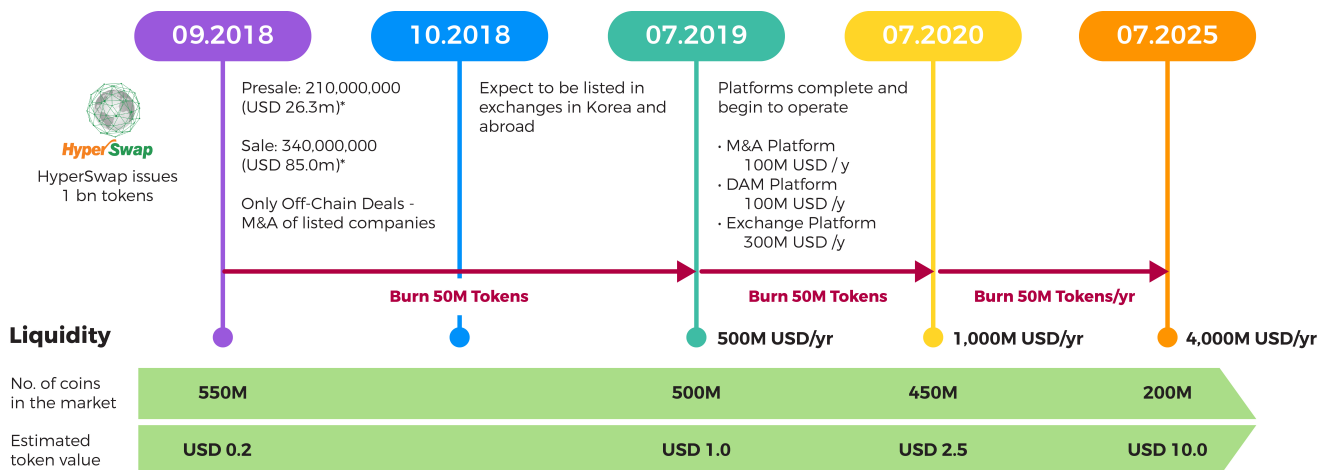 09.2018
10.2018
07.2019
07.2020
07.2025
HyperSwap
HyperSwap issues
1 bn tokens
Presale: 210,000,000
(USD 26.3m)*
Sale: 340,000,000
(USD 85.0m)*
Only Off-Chain Deals -
M&A of listed companies
Expect to be listed in
exchanges in Korea and
abroad
Platforms complete and
begin to operate
• M&A Platform
100M USD / y
• DAM Platform
100M USD /y
• Exchange Platform
300M USD /y
Burn 50M Tokens
Burn 50M Tokens
Burn 50M Tokens/yr
Liquidity
500M USD/yr
1,000M USD/yr
4,000M USD/yr
No. of coins
in the market
550M
500M
450M
200M
Estimated
token value
USD 0.2
USD 1.0
USD 2.5
USD 10.0